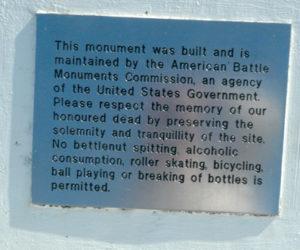 This monument was built and is
maintained by the American Battle
Monuments Commission, an agency
of the United States Government.
Please respect the memory of our
honoured dead by preserving the
solemnity and tranquillity of the site.
No bettlenut spitting, alcoholic
consumption, roller skating, bicycling,
ball playing or breaking of bottles is
permitted.